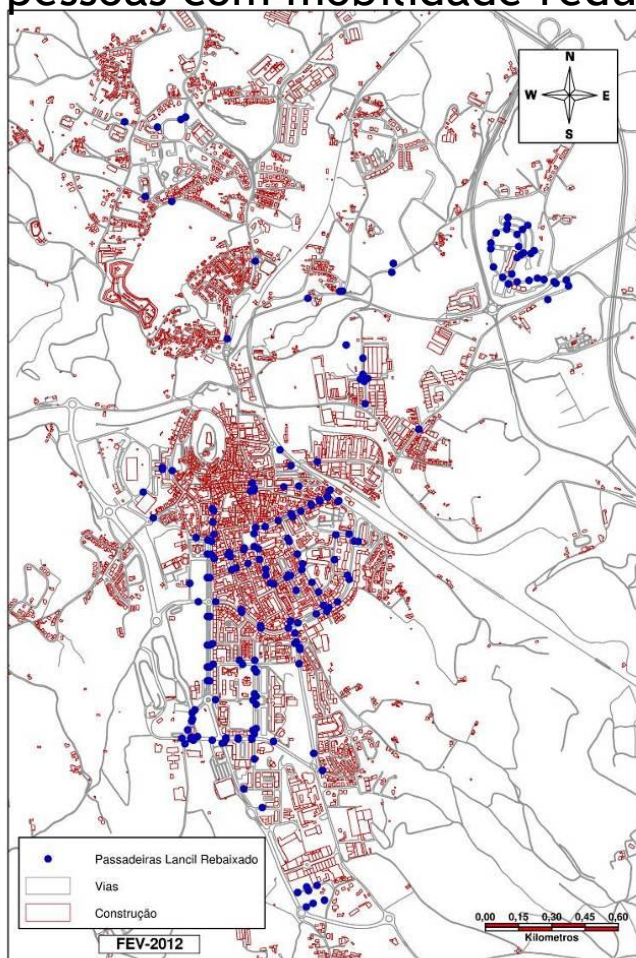 pessoas com mobilidade redu
N
W E
S
Passadeiras Lancil Rebaixado
Vias
Construção
FEV-2012
0,00 0,15 0,30 0,45 0,60
Kilometros